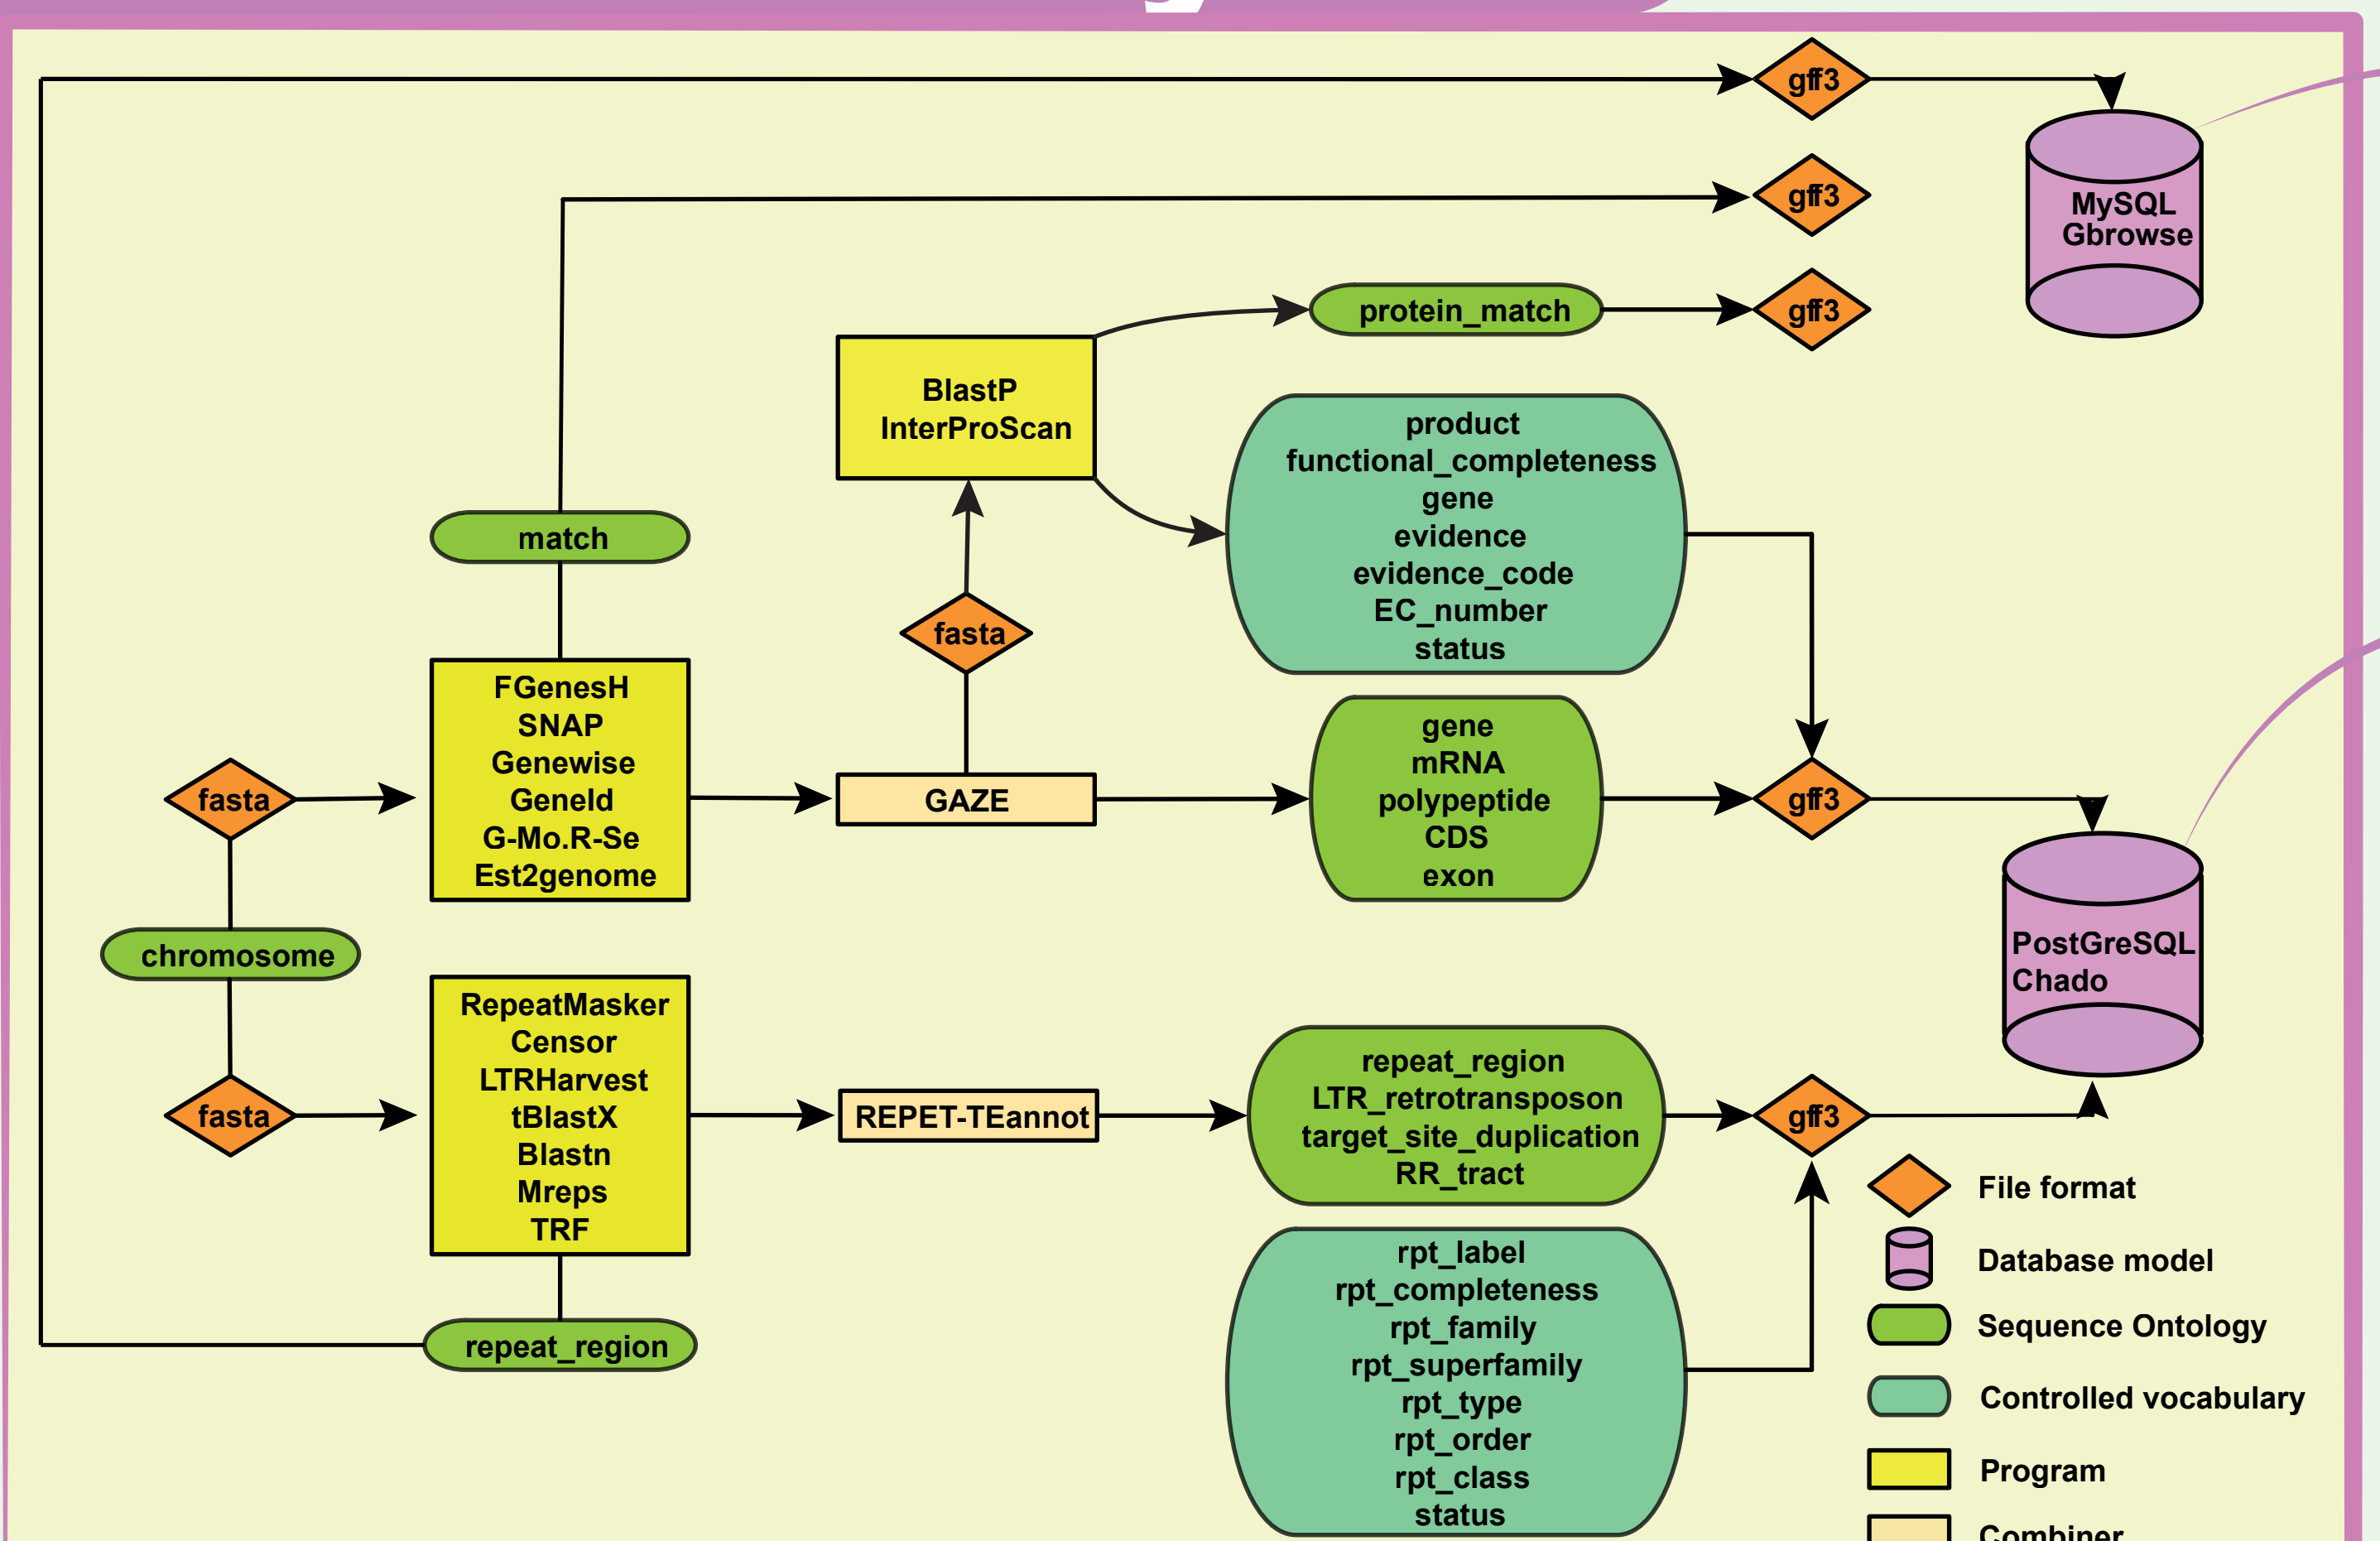 gff3
gff3
MySQL
Gbrowse
protein_match
gff3
BlastP
InterProScan
product
functional_completeness
gene
evidence
evidence_code
EC_number
status
match
fasta
FGenesH
SNAP
Genewise
GeneId
G-Mo.R-Se
Est2genome
fasta
GAZE
gene
mRNA
polypeptide
CDS
exon
gff3
chromosome
PostGreSQL
Chado
RepeatMasker
Censor
LTRHarvest
tBlastX
Blastn
Mreps
TRF
fasta
REPET-TEannot
repeat_region
LTR_retrotransposon
target_site_duplication
RR_tract
gff3
repeat_region
rpt_label
rpt_completeness
rpt_family
rpt_superfamily
rpt_type
rpt_order
rpt_class
status
File format
Database model
Sequence Ontology
Controlled vocabulary
Program
Combiner